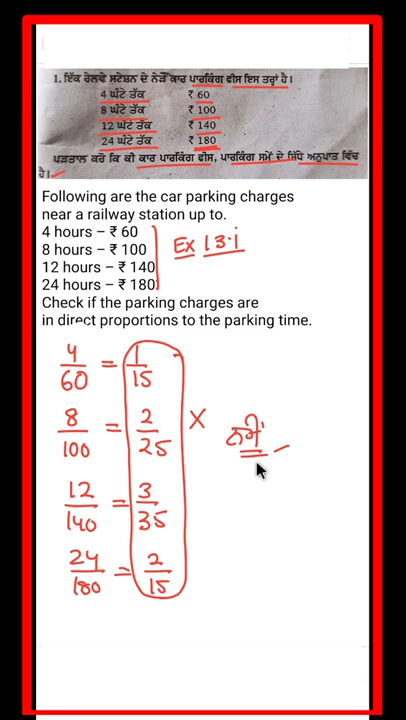 1. ਇੱਕ ਰੇਲਵੇ ਸਟੇਸ਼ਨ ਦੇ ਨੇੜੇ ਕਾਰ ਪਾਰਕਿੰਗ ਫੀਸ ਇਸ ਤਰ੍ਹਾਂ ਹੈ।
4 ਘੰਟੇ ਤੱਕ ₹ 60
8 ਘੰਟੇ ਤੱਕ ₹ 100
12 ਘੰਟੇ ਤੱਕ ₹ 140
24 ਘੰਟੇ ਤੱਕ ₹ 180
ਪੜਤਾਲ ਕਰੋ ਕਿ ਕੀ ਕਾਰ ਪਾਰਕਿੰਗ ਫੀਸ, ਪਾਰਕਿੰਗ ਸਮੇਂ ਦੇ ਸਿੱਧੇ ਅਨੁਪਾਤ ਵਿੱਚ
ਹੈ।
Following are the car parking charges
near a railway station up to.
4 hours – ₹ 60
8 hours – ₹ 100
12 hours – ₹ 140
24 hours – ₹ 180
Ex 13.1
Check if the parking charges are
in direct proportions to the parking time.
4/60 = 1/15
8/100 = 2/25 × ਨਹੀਂ
12/140 = 3/35
24/180 = 2/15